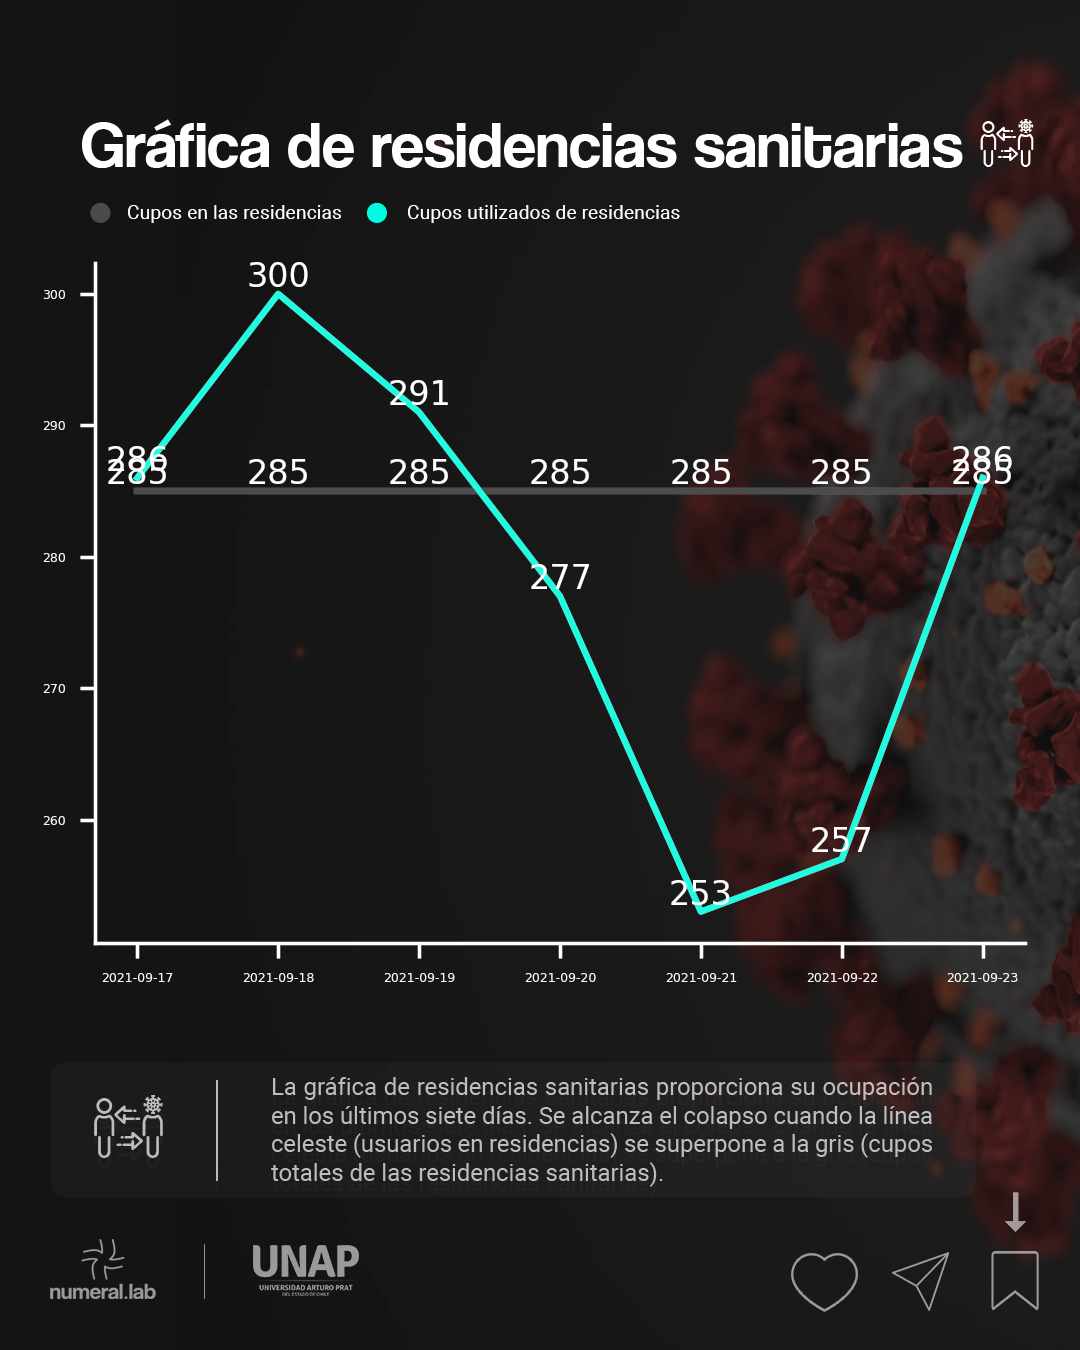 Gráfica de residencias sanitarias
Cupos en las residencias
Cupos utilizados de residencias
300
290
280
270
260
300
291
286
285
285
285
285
285
285
286
285
277
257
253
2021-09-17
2021-09-18
2021-09-19
2021-09-20
2021-09-21
2021-09-22
2021-09-23
La gráfica de residencias sanitarias proporciona su ocupación
en los últimos siete días. Se alcanza el colapso cuando la línea
celeste (usuarios en residencias) se superpone a la gris (cupos
totales de las residencias sanitarias).
numeral.lab
UNAP
UNIVERSIDAD ARTURO PRAT
DEL ESTADO DE CHILE